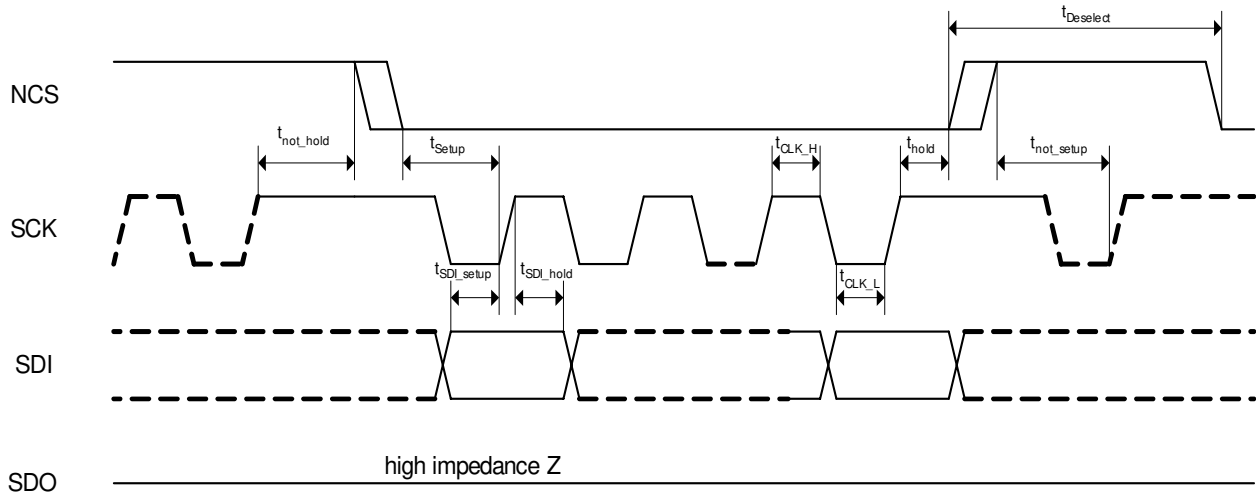 t_Deselect
NCS
t_not_hold
t_Setup
t_CLK_H
t_hold
t_not_setup
SCK
t_SDI_setup
t_SDI_hold
t_CLK_L
SDI
high impedance Z
SDO